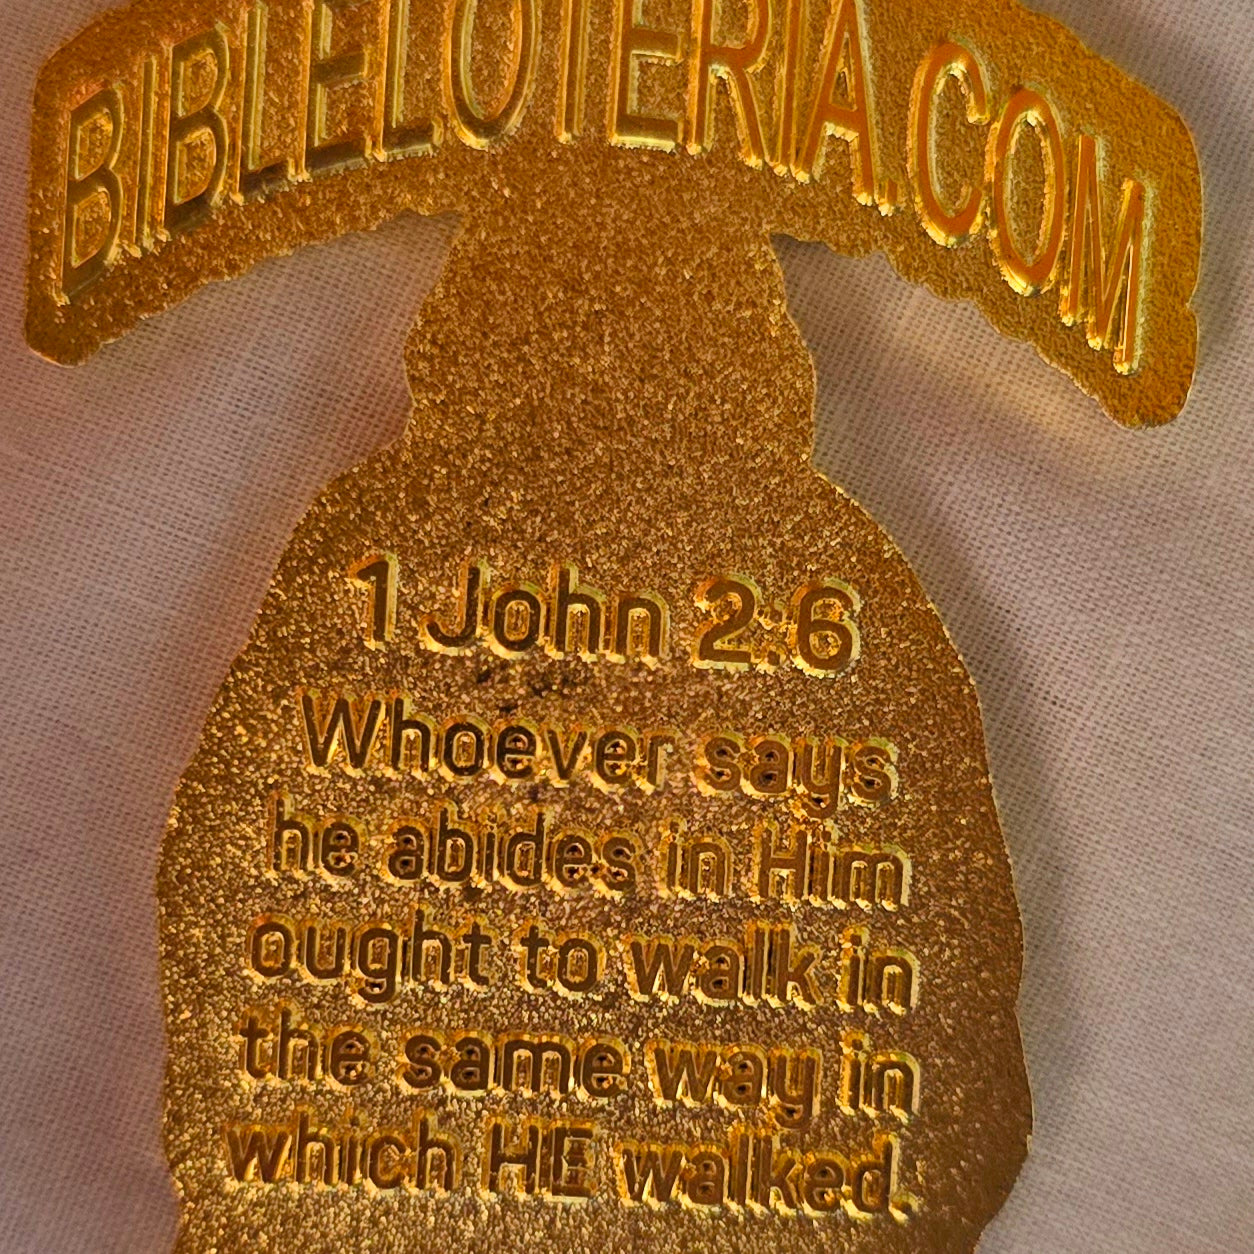 BIBLELOTERIA.COM
1 John 2:6
Whoever says
he abides in Him
ought to walk in
the same way in
which HE walked.